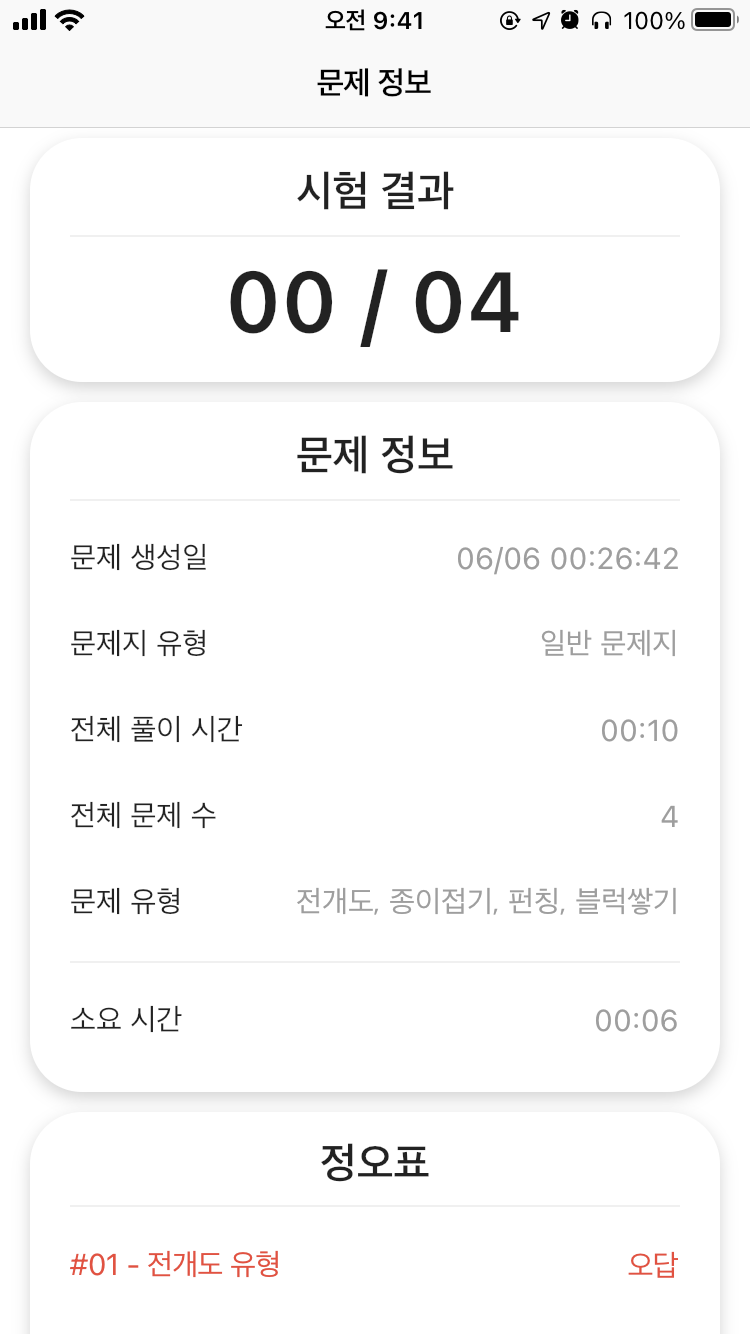 오전 9:41
100%
문제 정보
시험 결과
00 / 04
문제 정보
문제 생성일 06/06 00:26:42
문제지 유형 일반 문제지
전체 풀이 시간 00:10
전체 문제 수 4
문제 유형 전개도, 종이접기, 펀칭, 블럭쌓기
소요 시간 00:06
정오표
#01 - 전개도 유형 오답